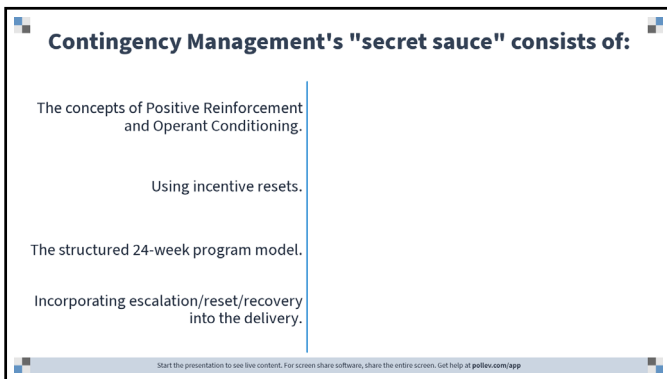 Contingency Management's "secret sauce" consists of:
The concepts of Positive Reinforcement
and Operant Conditioning.
Using incentive resets.
The structured 24-week program model.
Incorporating escalation/reset/recovery
into the delivery.
Start the presentation to see live content. For screen share software, share the entire screen. Get help at pollev.com/app